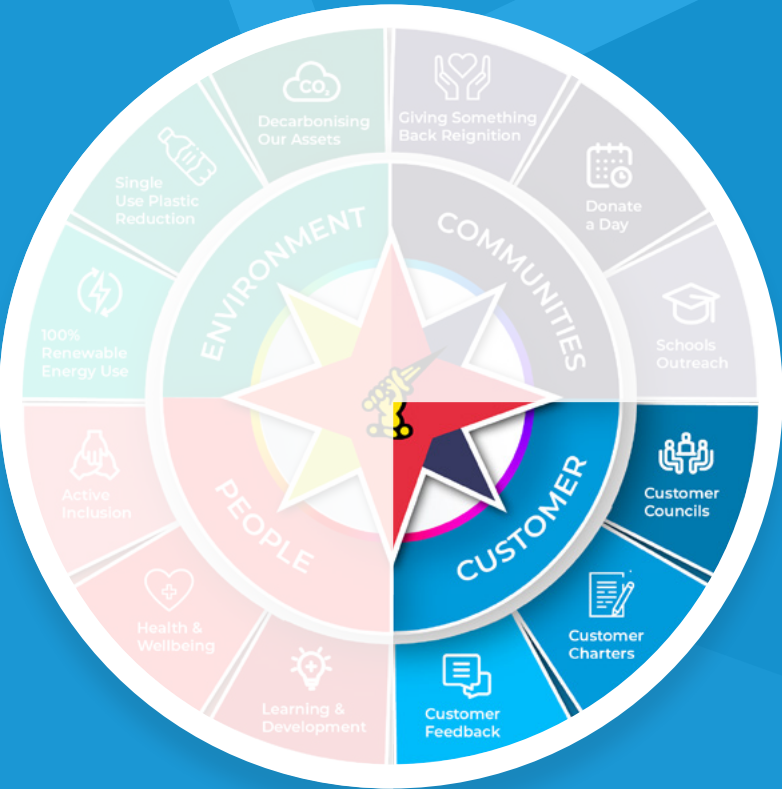 CO₂
Decarbonising
Our Assets
Giving Something
Back Reignition
Single
Use Plastic
Reduction
Donate
a Day
ENVIRONMENT
COMMUNITIES
100%
Renewable
Energy Use
Schools
Outreach
Active
Inclusion
PEOPLE
CUSTOMER
Customer
Councils
Health &
Wellbeing
Customer
Charters
Learning &
Development
Customer
Feedback